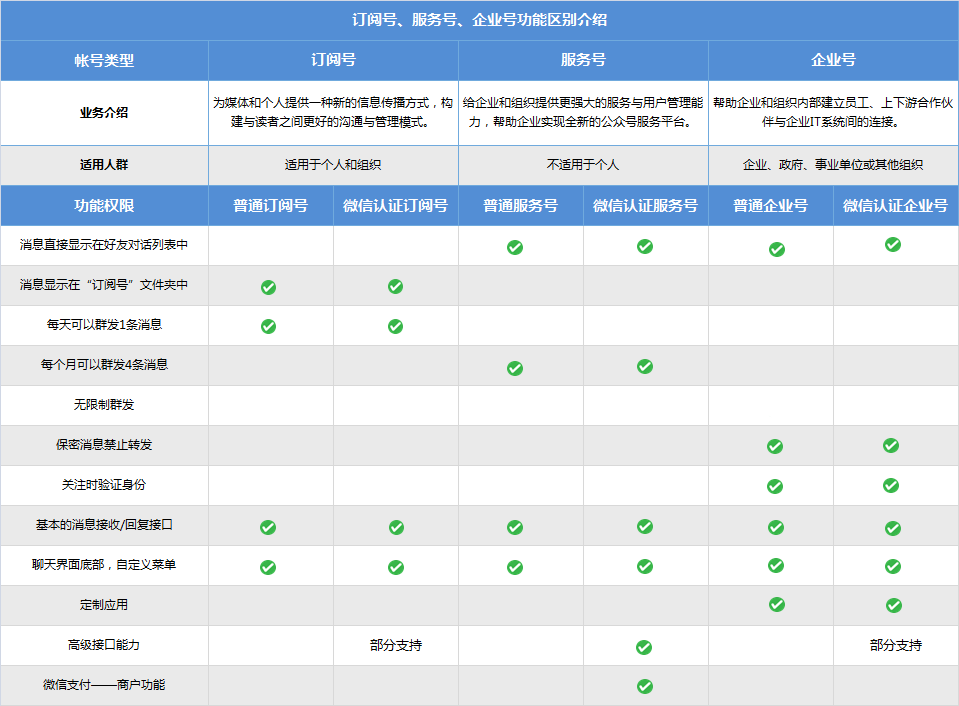 订阅号、服务号、企业号功能区别介绍
帐号类型 订阅号 服务号 企业号
业务介绍
为媒体和个人提供一种新的信息传播方式，构
建与读者之间更好的沟通与管理模式。
给企业和组织提供更强大的服务与用户管理能
力，帮助企业实现全新的公众号服务平台。
帮助企业和组织内部建立员工、上下游合作伙
伴与企业IT系统间的连接。
适用人群 适用于个人和组织 不适用于个人 企业、政府、事业单位或其他组织
功能权限 普通订阅号 微信认证订阅号 普通服务号 微信认证服务号 普通企业号 微信认证企业号
消息直接显示在好友对话列表中
消息显示在“订阅号”文件夹中
每天可以群发1条消息
每个月可以群发4条消息
无限制群发
保密消息禁止转发
关注时验证身份
基本的消息接收/回复接口
聊天界面底部，自定义菜单
定制应用
高级接口能力 部分支持 部分支持
微信支付——商户功能